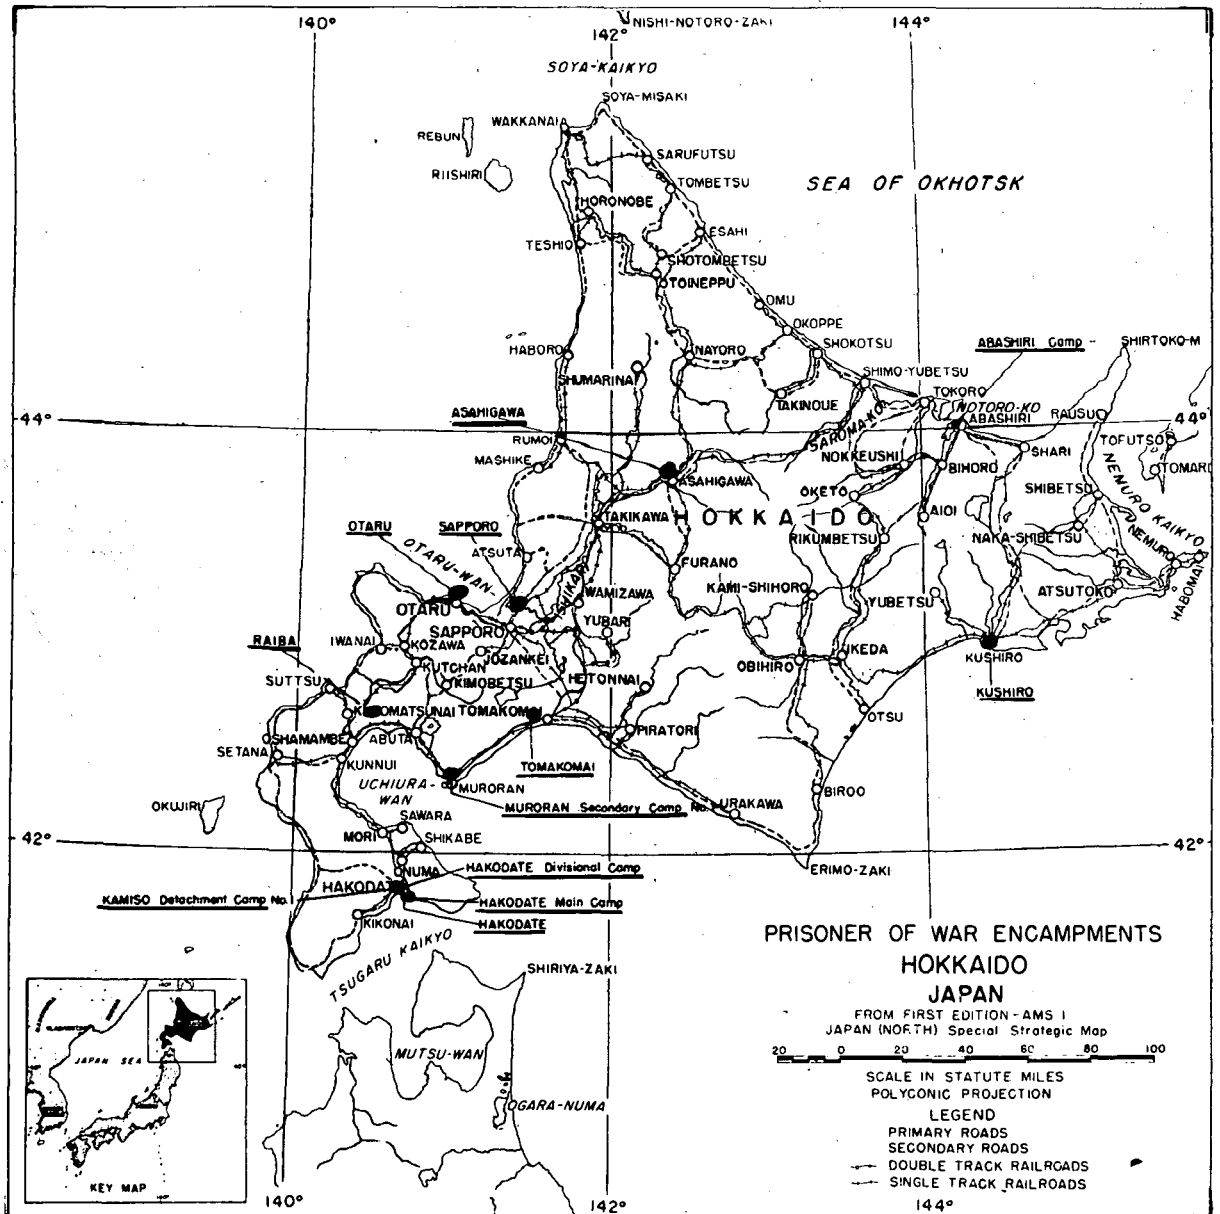 140°
NISHI-NOTORO-ZAKI
142°
144°
SOYA-KAIKYO
SOYA-MISAKI
WAKKANAI
REBUN
SARUFUTSU
RIISHIRI
TOMBETSU
SEA OF OKHOTSK
HORONOBE
ESAHI
TESHIO
SHOTOMBETSU
TOINEPPU
OMU
OKOPPE
HABORO
NAYORO
SHOKOTSU
ABASHIRI Camp
SHIRTOKO-M
SHUMARINAI
SHIMO-YUBETSU
TAKINOUE
TOKORO
44°
ASAHIGAWA
NOTORO-KO
RAUSU
44°
SAROMA-KO
ABASHIRI
RUMOI
TOFUTSO
MASHIKE
NOKKEUSHI
BIHORO
SHARI
TOMARI
ASAHIGAWA
OKETO
SHIBETSU
NEMURO KAIKYO
OTARU
SAPPORO
TAKIKAWA
HOKKAIDO
AIOI
RIKUMBETSU
NAKA-SHIBETSU
NEMURO
ATSUTA
OTARU-WAN
FURANO
KAMI-SHIHORO
ATSUTOKO
HABOMAI
ISHIKARI
WAMIZAWA
YUBETSU
OTARU
SAPPORO
YUBARI
RAIBA
IWANAI
KOZAWA
JOZANKEI
OBIHIRO
IKEDA
KUSHIRO
KUTCHAN
SUTTSU
KIMOBETSU
HETONNAI
KUSHIRO
KUROMATSUNAI
TOMAKOMAI
OTSU
SHAMAMBE
ABUTA
PIRATORI
SETANA
KUNNUI
TOMAKOMAI
UCHIURA-
WAN
MURORAN
BIROO
OKUJIRI
MURORAN Secondary Camp No. 1
URAKAWA
SAWARA
MORI
SHIKABE
42°
42°
ERIMO-ZAKI
NUMA
HAKODATE Divisional Camp
HAKODATE
KAMISO Detachment Camp No. 1
HAKODATE Main Camp
KIKONAI
HAKODATE
TSUGARU KAIKYO
SHIRIYA-ZAKI
MUTSU-WAN
OGARA-NUMA
PRISONER OF WAR ENCAMPMENTS
HOKKAIDO
JAPAN
FROM FIRST EDITION-AMS 1
JAPAN (NORTH) Special Strategic Map
20 0 20 40 60 80 100
SCALE IN STATUTE MILES
POLYCONIC PROJECTION
LEGEND
PRIMARY ROADS
SECONDARY ROADS
DOUBLE TRACK RAILROADS
SINGLE TRACK RAILROADS
JAPAN SEA
KEY MAP
140°
142°
144°